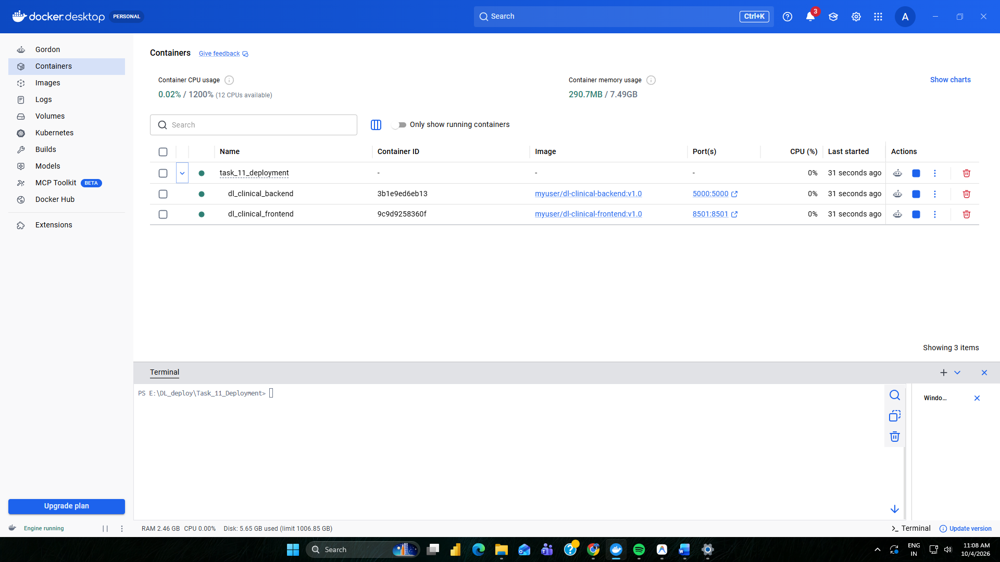 docker.desktop PERSONAL
Search Ctrl+K
3
A
Gordon
Containers
Images
Logs
Volumes
Kubernetes
Builds
Models
MCP Toolkit BETA
Docker Hub
Extensions
Upgrade plan
Containers Give feedback
Container CPU usage
0.02% / 1200% (12 CPUs available)
Container memory usage
290.7MB / 7.49GB
Show charts
Search
Only show running containers
Name Container ID Image Port(s) CPU (%) Last started Actions
task_11_deployment - - - 0% 31 seconds ago
dl_clinical_backend 3b1e9ed6eb13 myuser/dl-clinical-backend:v1.0 5000:5000 0% 31 seconds ago
dl_clinical_frontend 9c9d9258360f myuser/dl-clinical-frontend:v1.0 8501:8501 0% 31 seconds ago
Showing 3 items
Terminal
PS E:\DL_deploy\Task_11_Deployment>
Windo...
Engine running
RAM 2.46 GB CPU 0.00% Disk: 5.65 GB used (limit 1006.85 GB)
>_ Terminal
Update version
Search
ENG
IN
11:08 AM
10/4/2026